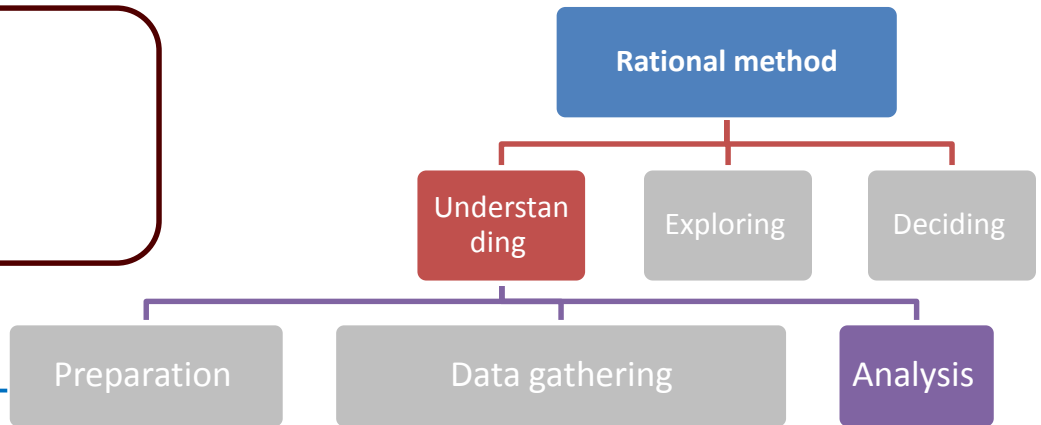 Rational method
Understan
ding
Exploring
Deciding
Preparation
Data gathering
Analysis